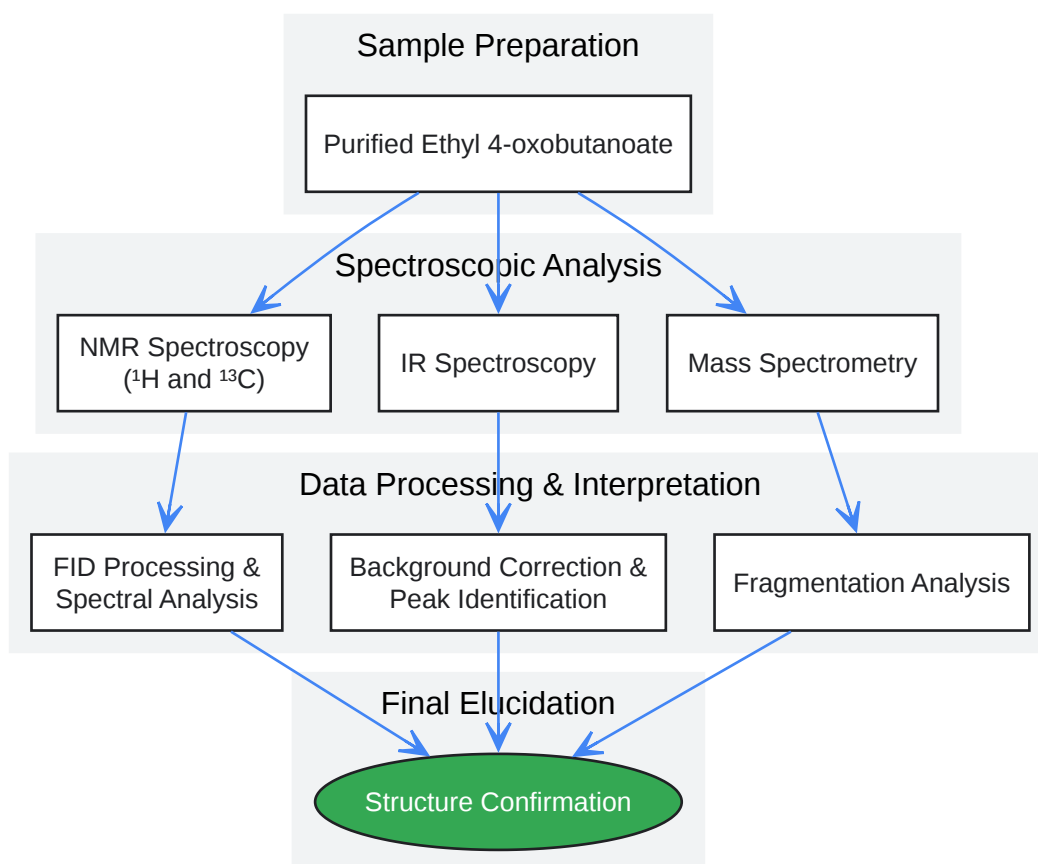 Sample Preparation
Purified Ethyl 4-oxobutanoate
Spectroscopic Analysis
NMR Spectroscopy
(¹H and ¹³C)
IR Spectroscopy
Mass Spectrometry
Data Processing & Interpretation
FID Processing &
Spectral Analysis
Background Correction &
Peak Identification
Fragmentation Analysis
Final Elucidation
Structure Confirmation